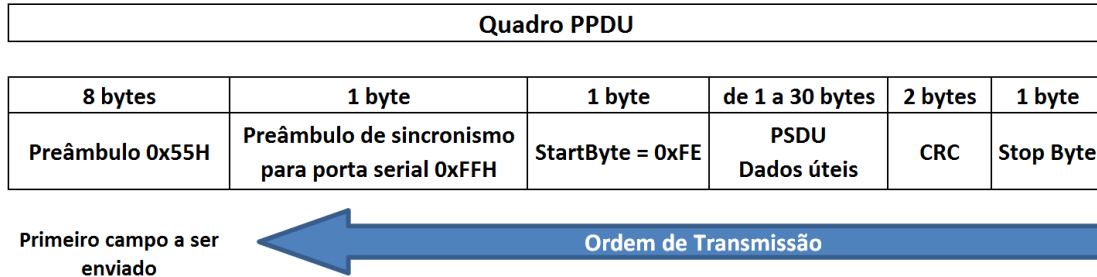 Quadro PPDU
8 bytes 1 byte 1 byte de 1 a 30 bytes 2 bytes 1 byte
Preâmbulo 0x55H
Preâmbulo de sincronismo
para porta serial 0xFFH
StartByte = 0xFE
PSDU
Dados úteis
CRC
Stop Byte
Primeiro campo a ser
enviado
Ordem de Transmissão